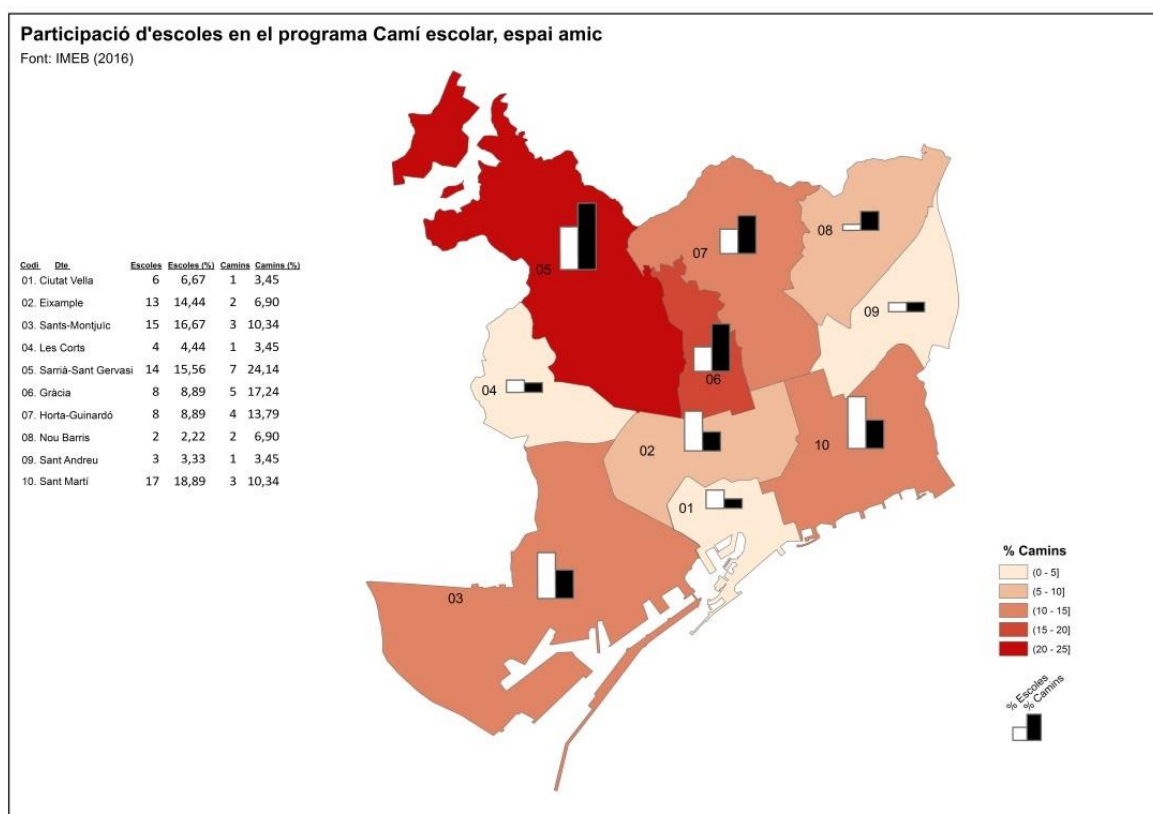 Participació d'escoles en el programa Camí escolar, espai amic
Font: IMEB (2016)
Codi Dte Escoles Escoles (%) Camins Camins (%)
01. Ciutat Vella 6 6,67 1 3,45
02. Eixample 13 14,44 2 6,90
03. Sants-Montjuïc 15 16,67 3 10,34
04. Les Corts 4 4,44 1 3,45
05. Sarrià-Sant Gervasi 14 15,56 7 24,14
06. Gràcia 8 8,89 5 17,24
07. Horta-Guinardó 8 8,89 4 13,79
08. Nou Barris 2 2,22 2 6,90
09. Sant Andreu 3 3,33 1 3,45
10. Sant Martí 17 18,89 3 10,34
08
07
05
09
06
04
10
02
01
03
% Camins
(0 - 5]
(5 - 10]
(10 - 15]
(15 - 20]
(20 - 25]
% Escoles
% Camins